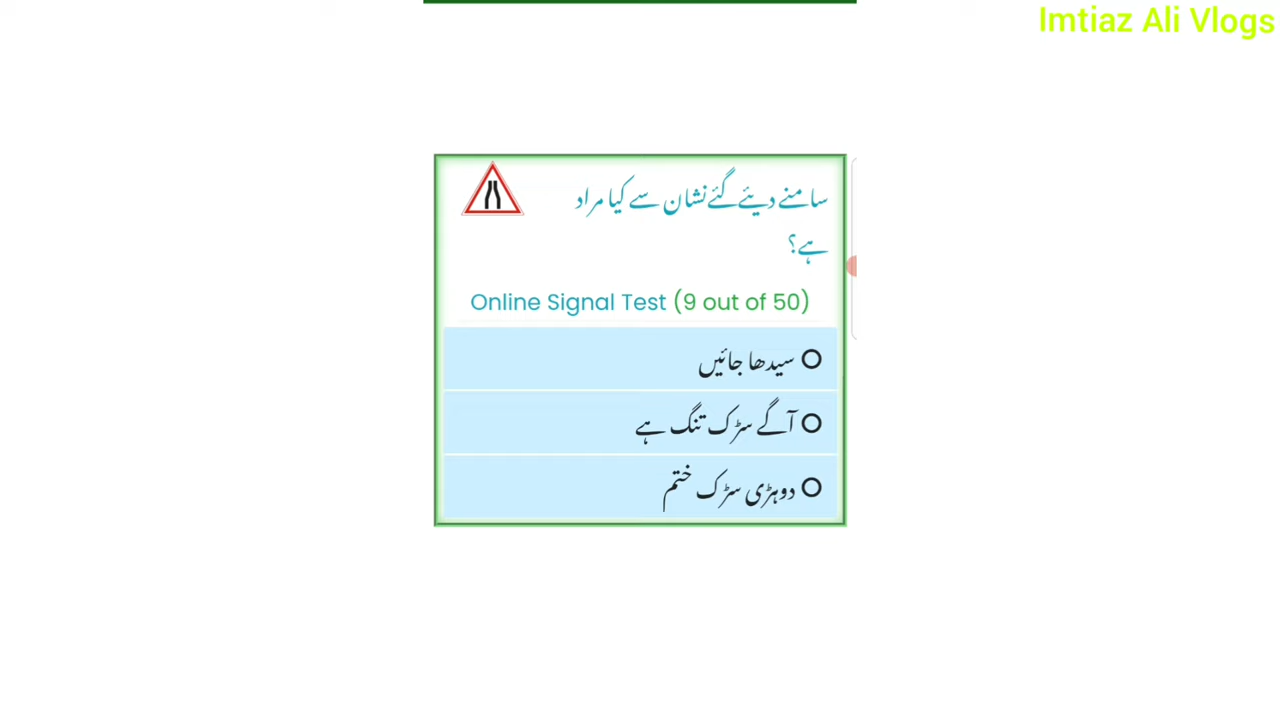 Imtiaz Ali Vlogs
سامنے دیئے گئے نشان سے کیا مراد
ہے؟
Online Signal Test (9 out of 50)
سیدھا جائیں
آگے سڑک تنگ ہے
دوہڑی سڑک ختم